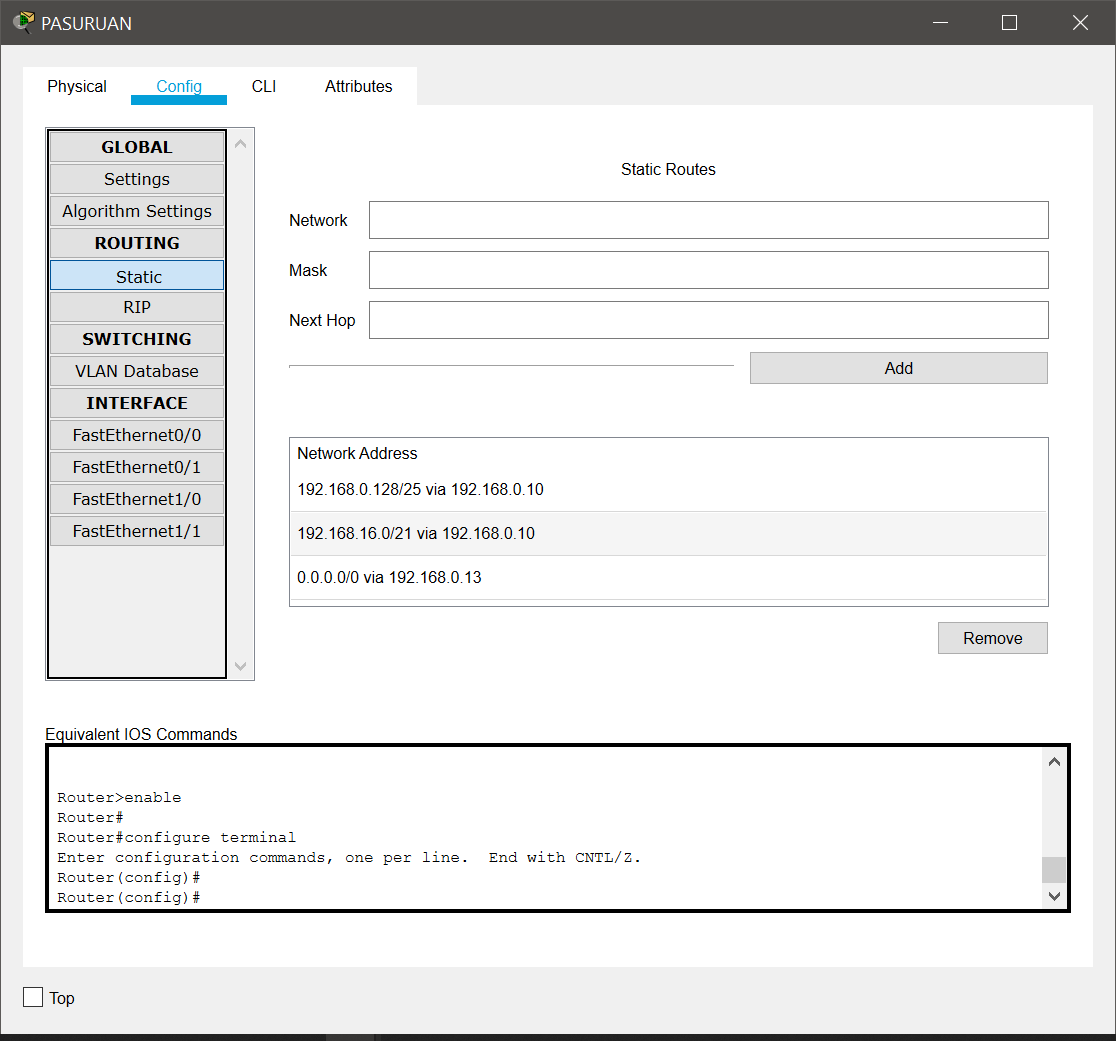 PASURUAN
Physical Config CLI Attributes
GLOBAL
Settings
Algorithm Settings
ROUTING
Static
RIP
SWITCHING
VLAN Database
INTERFACE
FastEthernet0/0
FastEthernet0/1
FastEthernet1/0
FastEthernet1/1
Static Routes
Network
Mask
Next Hop
Add
Network Address
192.168.0.128/25 via 192.168.0.10
192.168.16.0/21 via 192.168.0.10
0.0.0.0/0 via 192.168.0.13
Remove
Equivalent IOS Commands
Router>enable
Router#
Router#configure terminal
Enter configuration commands, one per line.  End with CNTL/Z.
Router(config)#
Router(config)#
Top